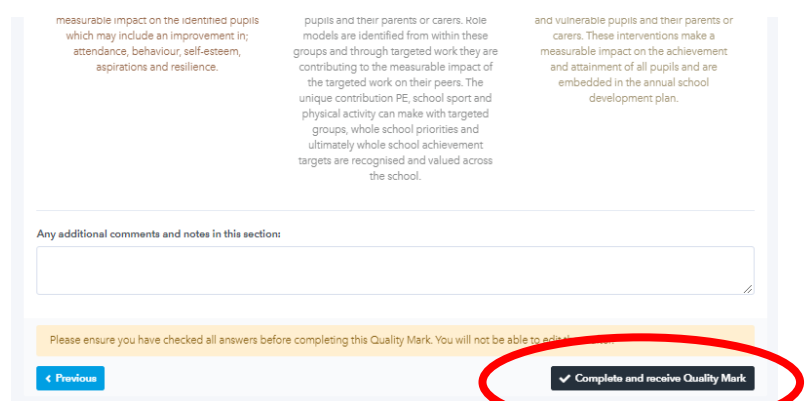 measurable impact on the identified pupils
which may include an improvement in;
attendance, behaviour, self-esteem,
aspirations and resilience.
pupils and their parents or carers. Role
models are identified from within these
groups and through targeted work they are
contributing to the measurable impact of
the targeted work on their peers. The
unique contribution PE, school sport and
physical activity can make with targeted
groups, whole school priorities and
ultimately whole school achievement
targets are recognised and valued across
the school.
and vulnerable pupils and their parents or
carers. These interventions make a
measurable impact on the achievement
and attainment of all pupils and are
embedded in the annual school
development plan.
Any additional comments and notes in this section:
Please ensure you have checked all answers before completing this Quality Mark. You will not be able to edit
Previous
Complete and receive Quality Mark